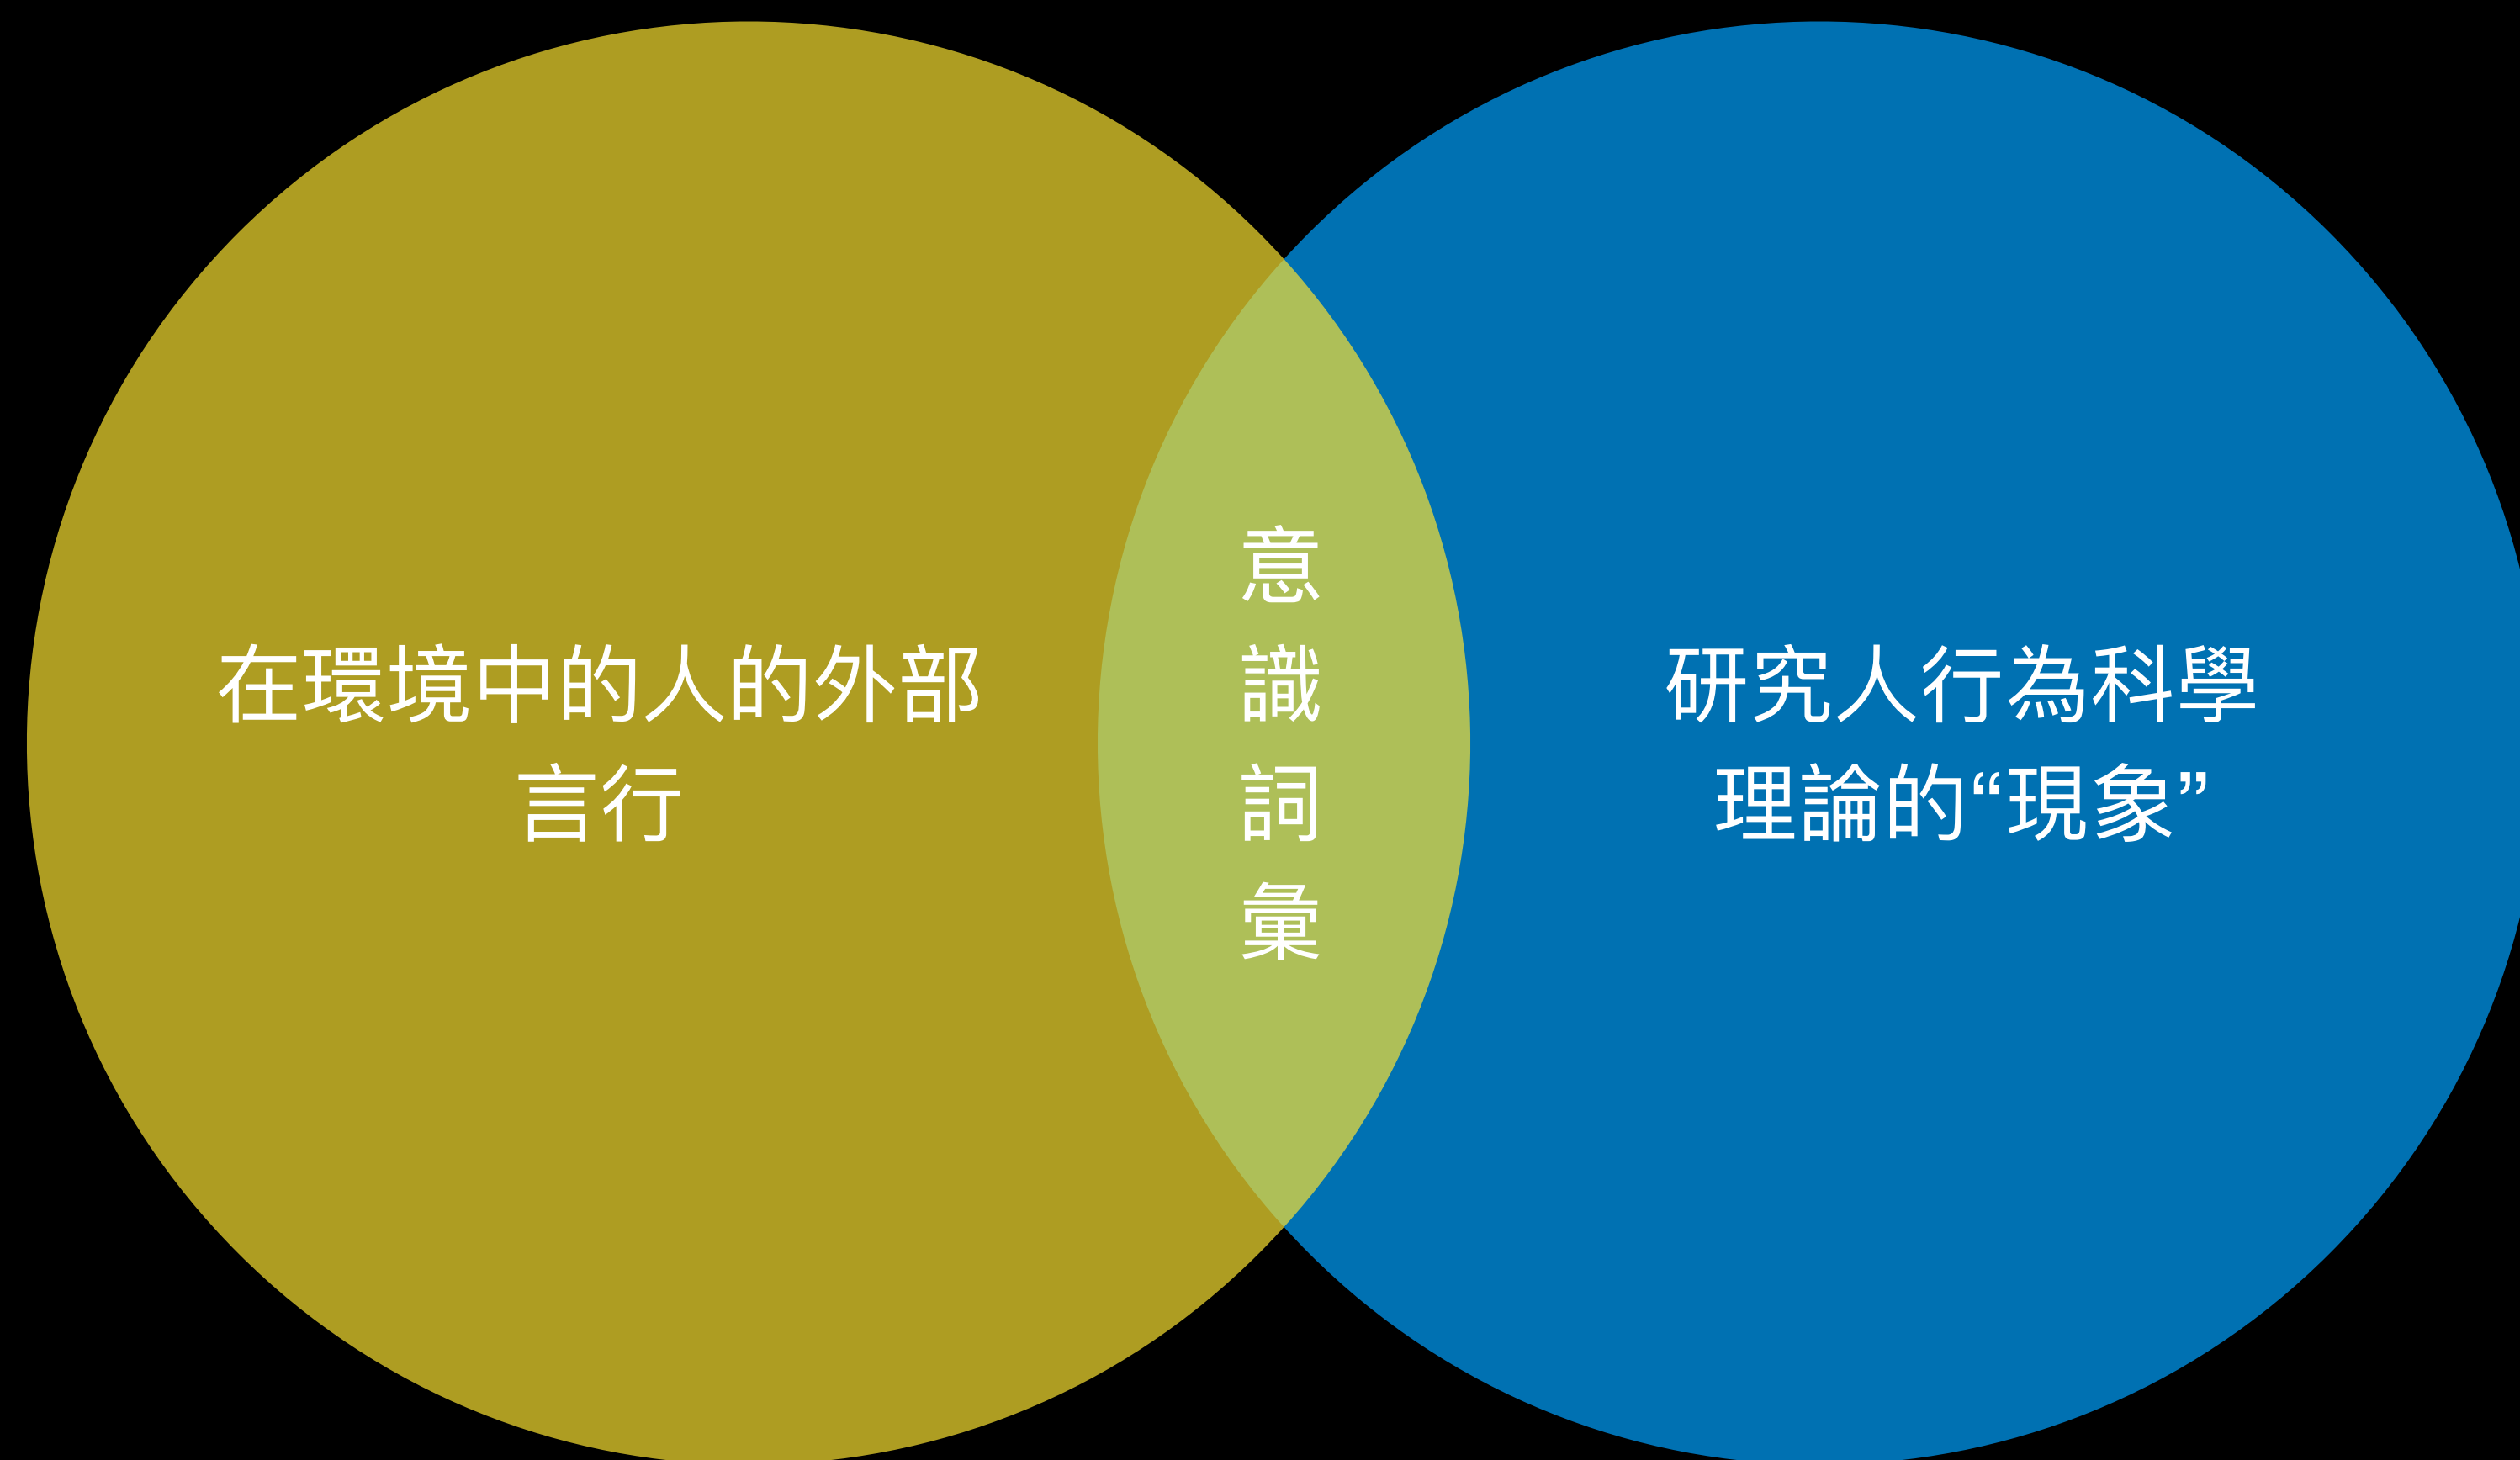 在環境中的人的外部
言行
意
識
詞
彙
研究人行為科學
理論的“現象”